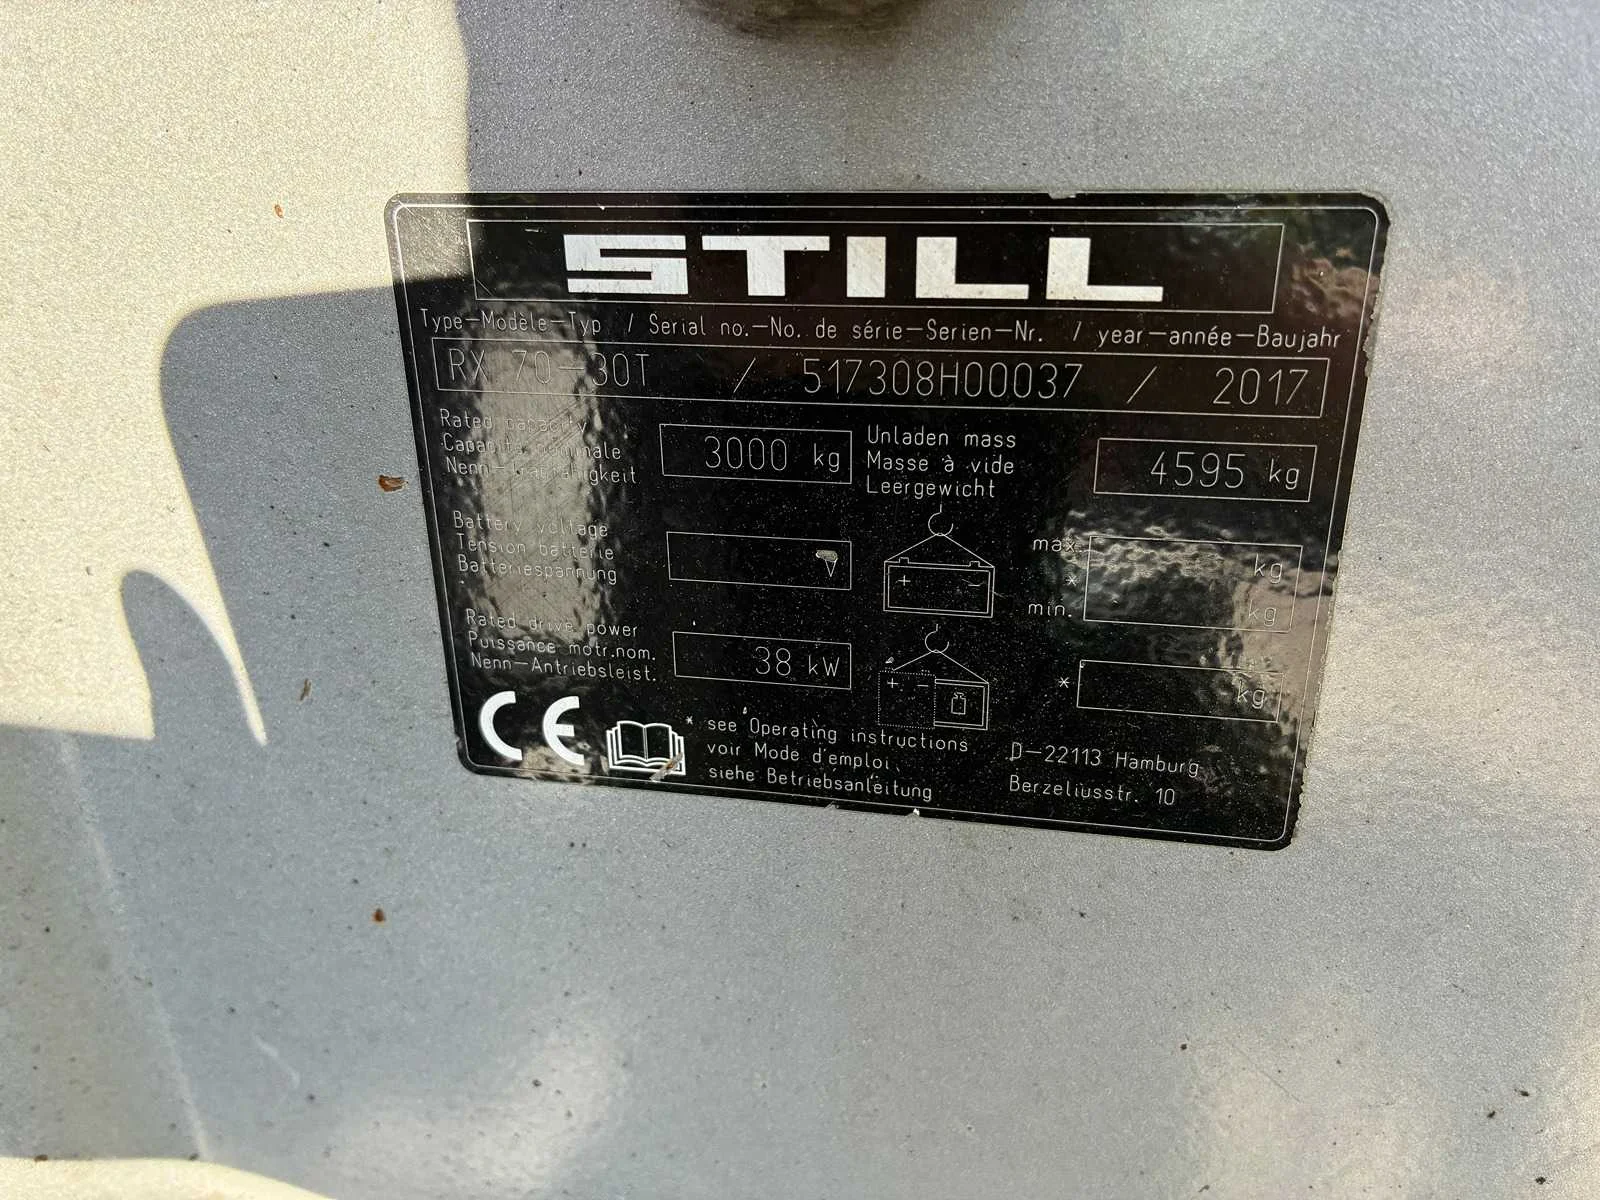 STILL
Type-Modèle-Typ / Serial no.-No. de série-Serien-Nr. / year-année-Baujahr
RX 70-30T / 517308H00037 / 2017
Rated capacity
Capacité nominale
Nenn-Tragfähigkeit
3000 kg
Unladen mass
Masse à vide
Leergewicht
4595 kg
Battery voltage
Tension batterie
Batteriespannung
V
+ -
max.
kg
*
min.
kg
Rated drive power
Puissance motr.nom.
Nenn-Antriebsleist.
38 kW
+ -
*
kg
CE
* see Operating instructions
voir Mode d'emploi
siehe Betriebsanleitung
D-22113 Hamburg
Berzeliusstr. 10